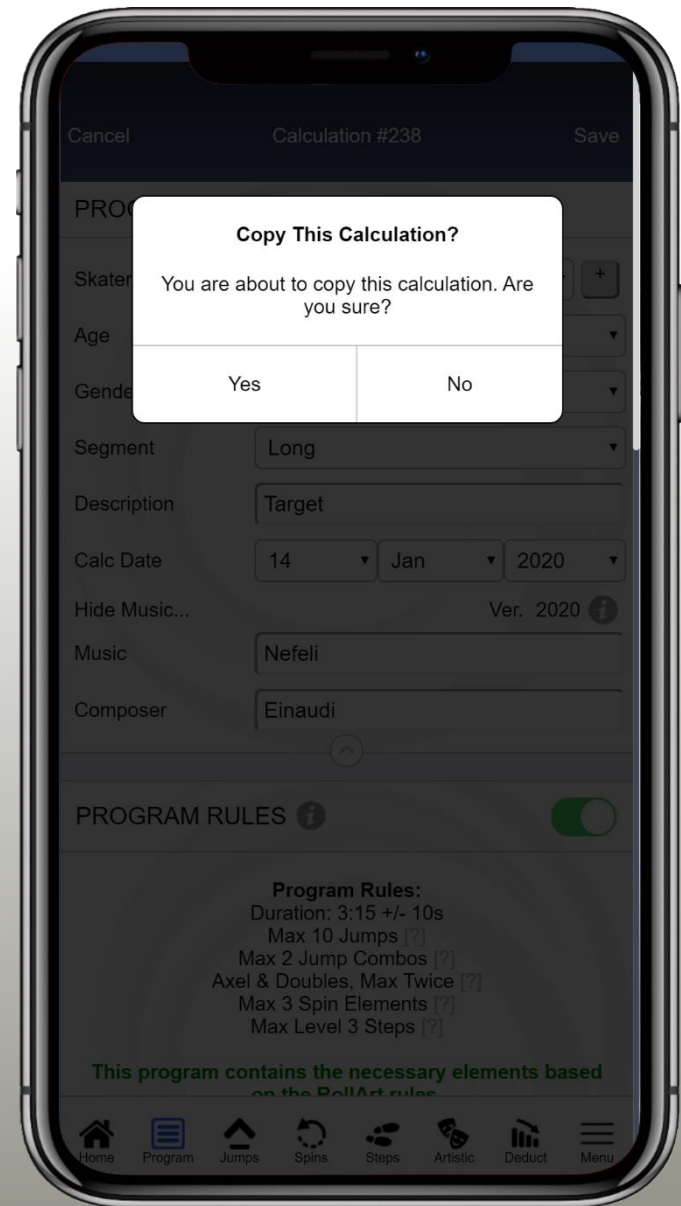 Cancel Calculation #238 Save
PROG
Copy This Calculation?
You are about to copy this calculation. Are
you sure?
Yes No
Skater +
Age
Gende
Segment Long
Description Target
Calc Date 14 Jan 2020
Hide Music... Ver. 2020 i
Music Nefeli
Composer Einaudi
PROGRAM RULES i
Program Rules:
Duration: 3:15 +/- 10s
Max 10 Jumps [?]
Max 2 Jump Combos [?]
Axel & Doubles, Max Twice [?]
Max 3 Spin Elements [?]
Max Level 3 Steps [?]
This program contains the necessary elements based
on the RollArt rules
Home Program Jumps Spins Steps Artistic Deduct Menu